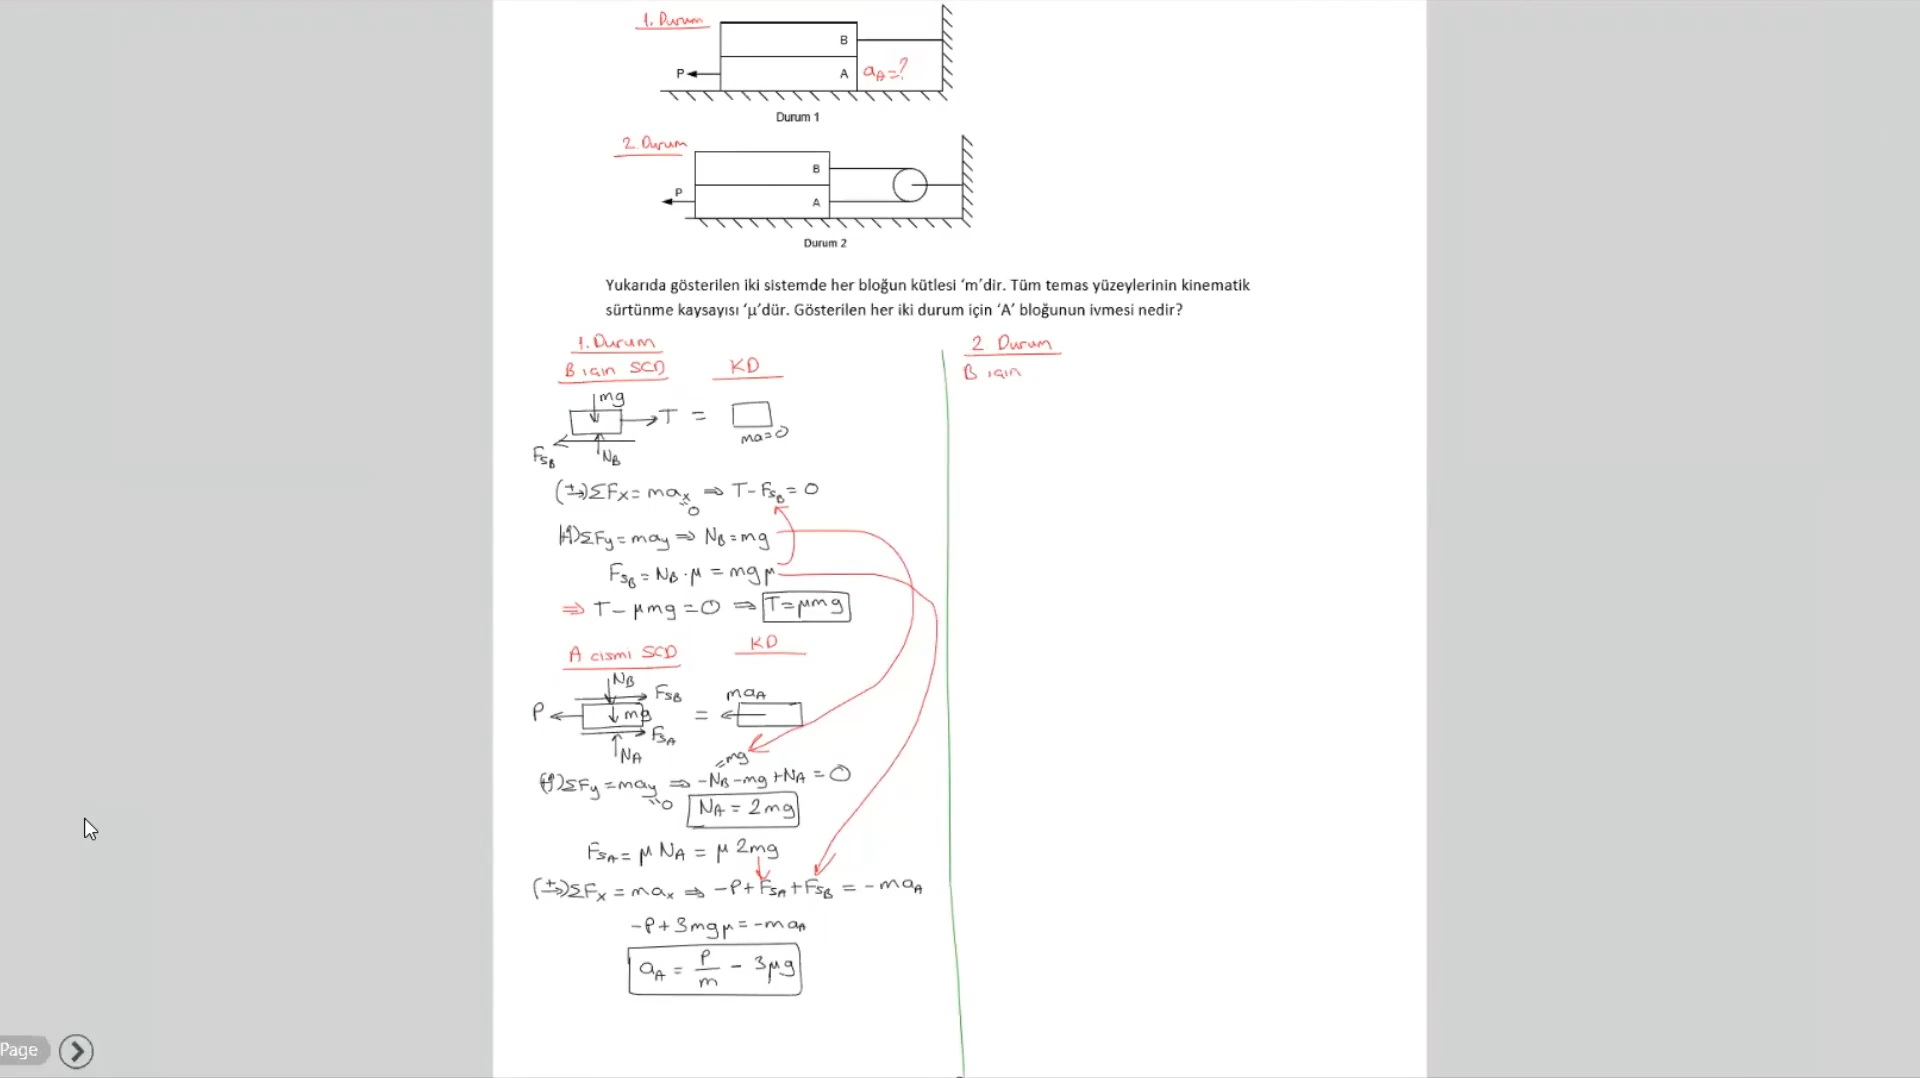 1. Durum
B
P
A
aA=?
Durum 1
2. Durum
B
P
A
Durum 2
Yukarıda gösterilen iki sistemde her bloğun kütlesi ‘m’dir. Tüm temas yüzeylerinin kinematik
sürtünme kaysayısı ‘μ’dür. Gösterilen her iki durum için ‘A’ bloğunun ivmesi nedir?
1. Durum
B için SCD
KD
mg
T =
ma=0
FsB
NB
(+→)ΣFx = max ⇒ T-FsB = 0
=0
(+↑)ΣFy = may ⇒ NB = mg
FsB = NB · μ = mgμ
⇒ T - μmg = 0 ⇒ T=μmg
A cismi SCD
KD
NB
FsB
maA
P
mg
=
FsA
NA
=mg
(+↑)ΣFy = may ⇒ -NB-mg+NA = 0
=0
NA = 2mg
FsA = μ NA = μ 2mg
(+→)ΣFx = max ⇒ -P+FsA+FsB = -maA
-P+3mgμ = -maA
aA = P/m - 3μg
2 Durum
B için
Page